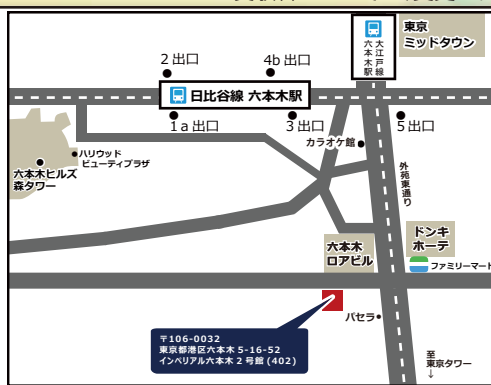 大江戸線
六本木駅
東京
ミッドタウン
2出口
4b出口
日比谷線 六本木駅
1a出口
3出口
5出口
カラオケ館
ハリウッド
ビューティプラザ
六本木ヒルズ
森タワー
外苑東通り
六本木
ロアビル
ドンキ
ホーテ
ファミリーマート
パセラ
〒106-0032
東京都港区六本木5-16-52
インペリアル六本木2号館(402)
至
東京タワー
↓